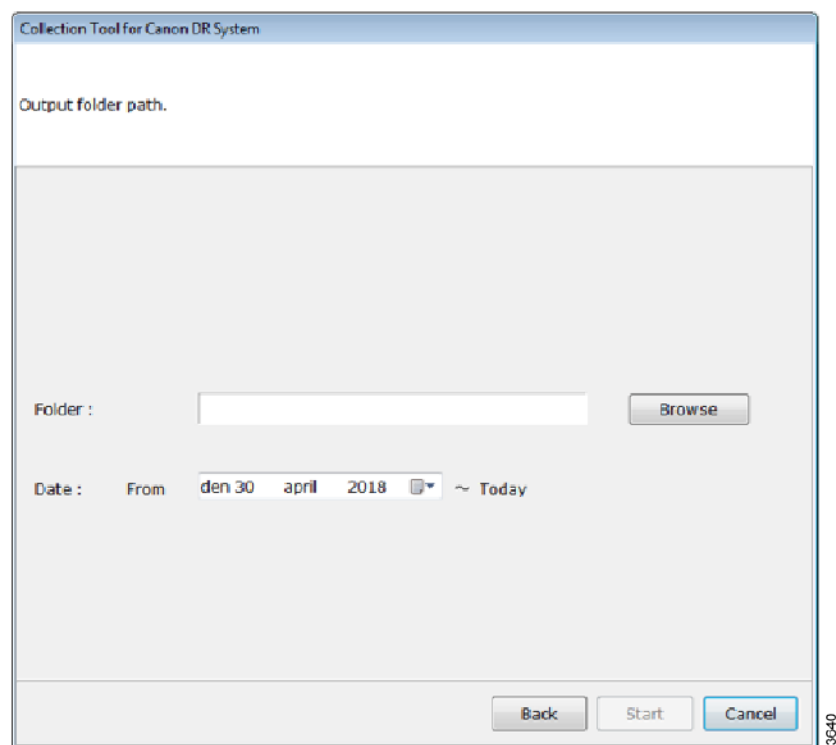 Collection Tool for Canon DR System
Output folder path.
Folder :
Browse
Date : From den 30 april 2018 ~ Today
Back Start Cancel
3640